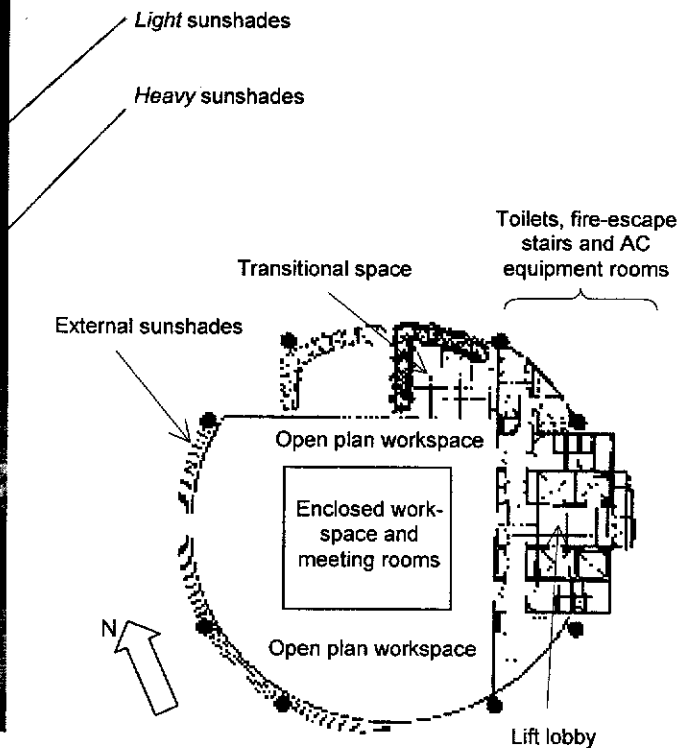 Light sunshades
Heavy sunshades
Toilets, fire-escape
stairs and AC
equipment rooms
Transitional space
External sunshades
Open plan workspace
Enclosed work-
space and
meeting rooms
N
Open plan workspace
Lift lobby